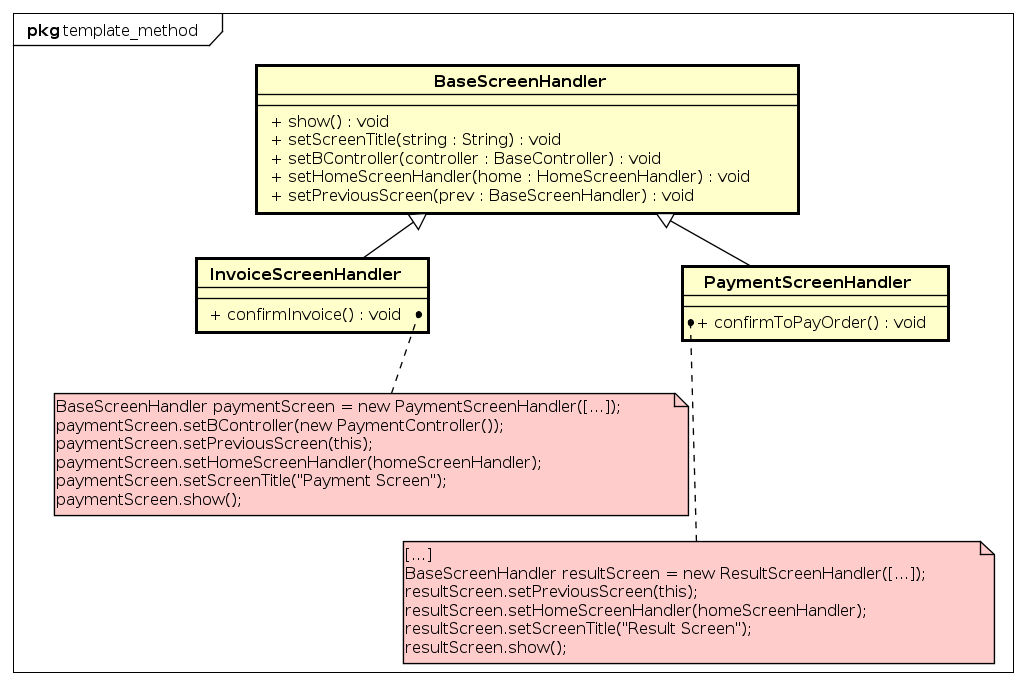 pkg template_method
BaseScreenHandler
+ show() : void
+ setScreenTitle(string : String) : void
+ setBController(controller : BaseController) : void
+ setHomeScreenHandler(home : HomeScreenHandler) : void
+ setPreviousScreen(prev : BaseScreenHandler) : void
InvoiceScreenHandler
+ confirmInvoice() : void
PaymentScreenHandler
+ confirmToPayOrder() : void
BaseScreenHandler paymentScreen = new PaymentScreenHandler([...]);
paymentScreen.setBController(new PaymentController());
paymentScreen.setPreviousScreen(this);
paymentScreen.setHomeScreenHandler(homeScreenHandler);
paymentScreen.setScreenTitle("Payment Screen");
paymentScreen.show();
[...]
BaseScreenHandler resultScreen = new ResultScreenHandler([...]);
resultScreen.setPreviousScreen(this);
resultScreen.setHomeScreenHandler(homeScreenHandler);
resultScreen.setScreenTitle("Result Screen");
resultScreen.show();